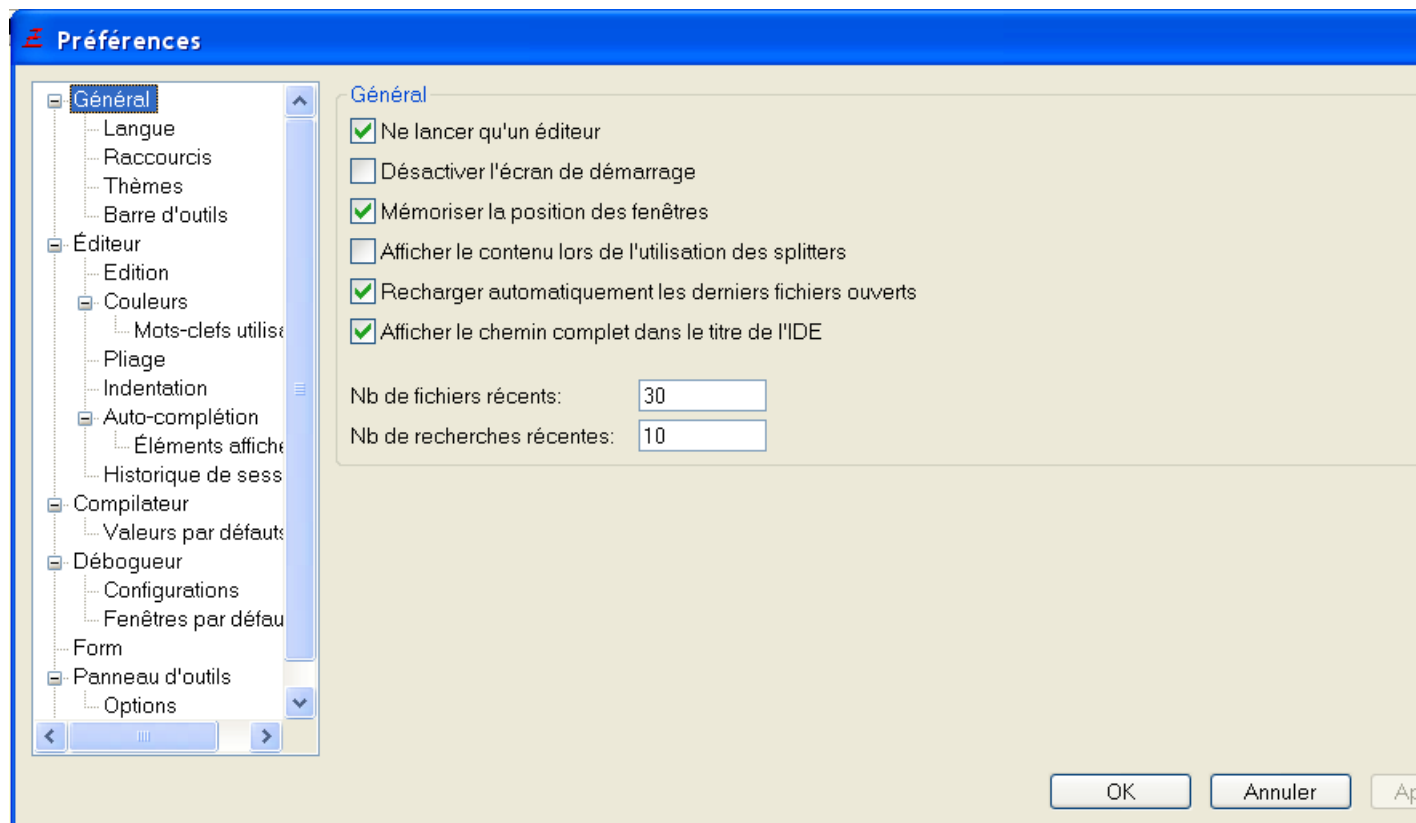 Préférences
Général
Langue
Raccourcis
Thèmes
Barre d'outils
Éditeur
Edition
Couleurs
Mots-clefs
Pliage
Indentation
Auto-complétion
Éléments
Historique de
Compilateur
Valeurs par défauts
Débogueur
Configurations
Fenêtres par
Form
Panneau d'outils
Options
Général
Ne lancer qu'un éditeur
Désactiver l'écran de démarrage
Mémoriser la position des fenêtres
Afficher le contenu lors de l'utilisation des splitters
Recharger automatiquement les derniers fichiers ouverts
Afficher le chemin complet dans le titre de l'IDE
Nb de fichiers récents: 30
Nb de recherches récentes: 10
OK Annuler